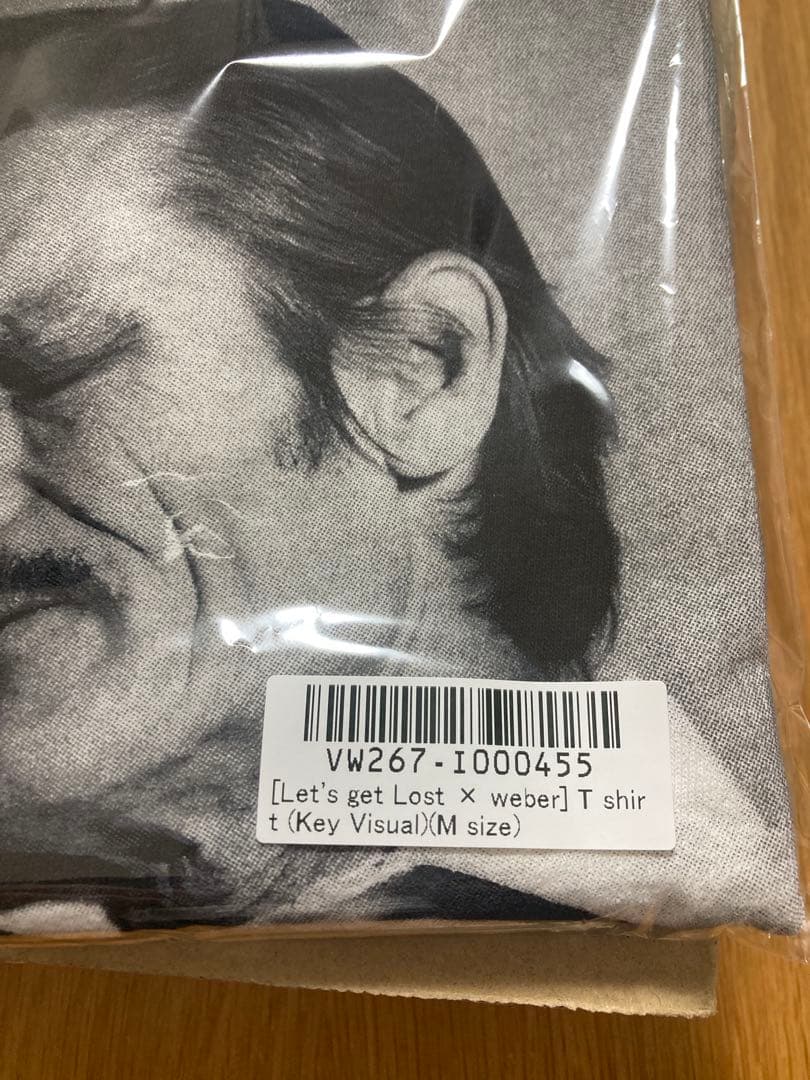 VW267-I000455
[Let's get Lost × weber] T shir
t (Key Visual)(M size)